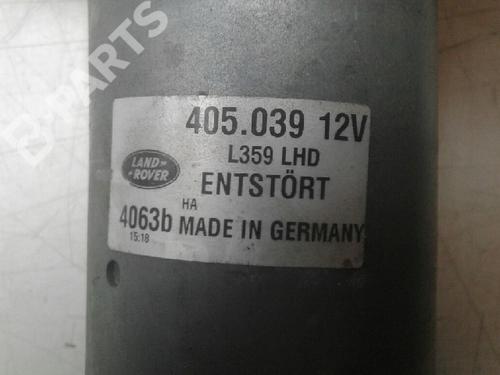 B-PARTS
405.039 12V
LAND-
ROVER
L359 LHD
ENTSTÖRT
HA
4063b MADE IN GERMANY
15:18